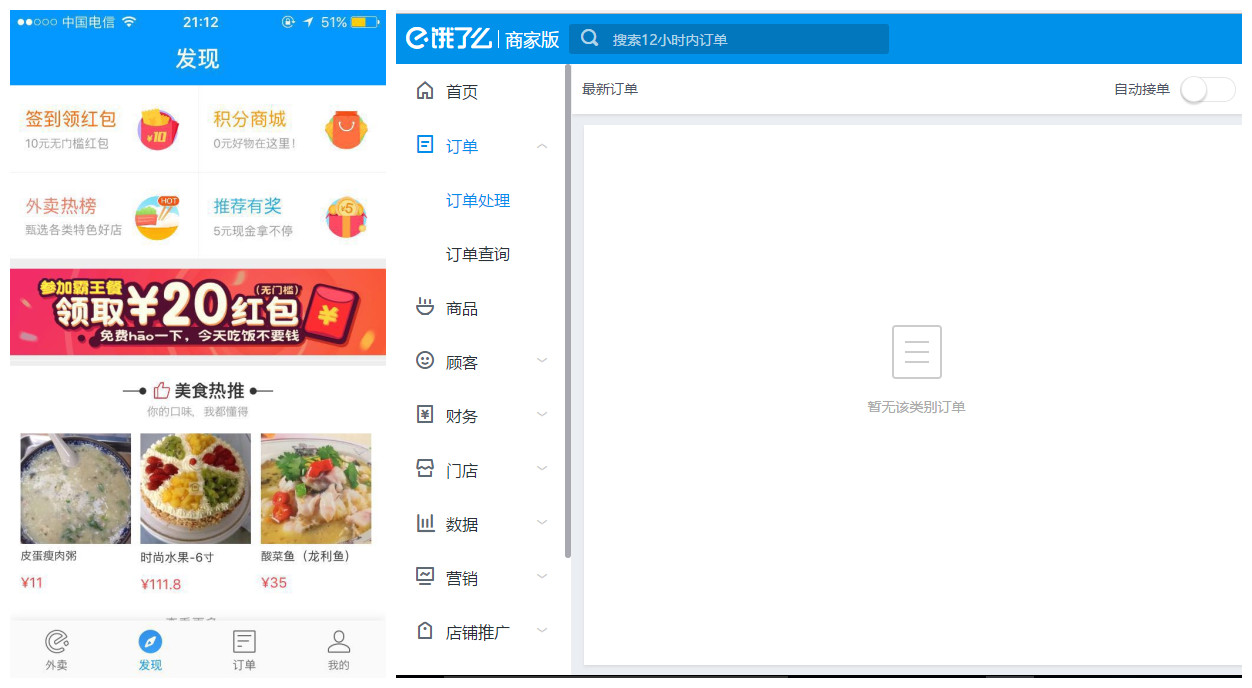 中国电信
21:12
51%
发现
签到领红包
10元无门槛红包
¥10
积分商城
0元好物在这里!
外卖热榜
甄选各类特色好店
HOT
推荐有奖
5元现金拿不停
¥5
参加霸王餐
领取¥20红包
(无门槛)
¥
免费hāo一下，今天吃饭不要钱
美食热推
你的口味，我都懂得
皮蛋瘦肉粥
¥11
时尚水果-6寸
¥111.8
酸菜鱼（龙利鱼）
¥35
外卖
发现
订单
我的
饿了么
商家版
搜索12小时内订单
首页
订单
订单处理
订单查询
商品
顾客
财务
门店
数据
营销
店铺推广
最新订单
自动接单
暂无该类别订单